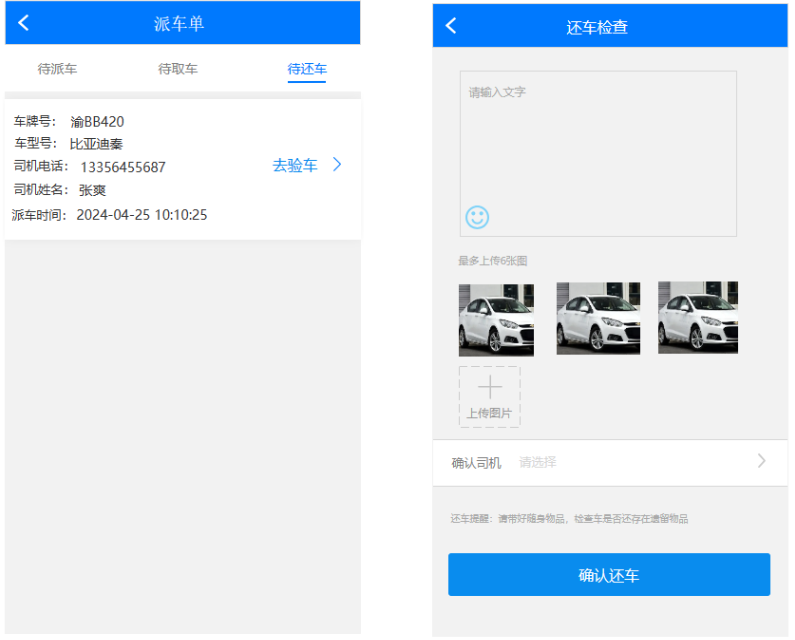 派车单
待派车 待取车 待还车
车牌号： 渝BB420
车型号： 比亚迪秦
司机电话： 13356455687
去验车
司机姓名： 张爽
派车时间： 2024-04-25 10:10:25
还车检查
请输入文字
最多上传6张图
上传图片
确认司机 请选择
还车提醒：请带好随身物品，检查车是否还存在遗留物品
确认还车